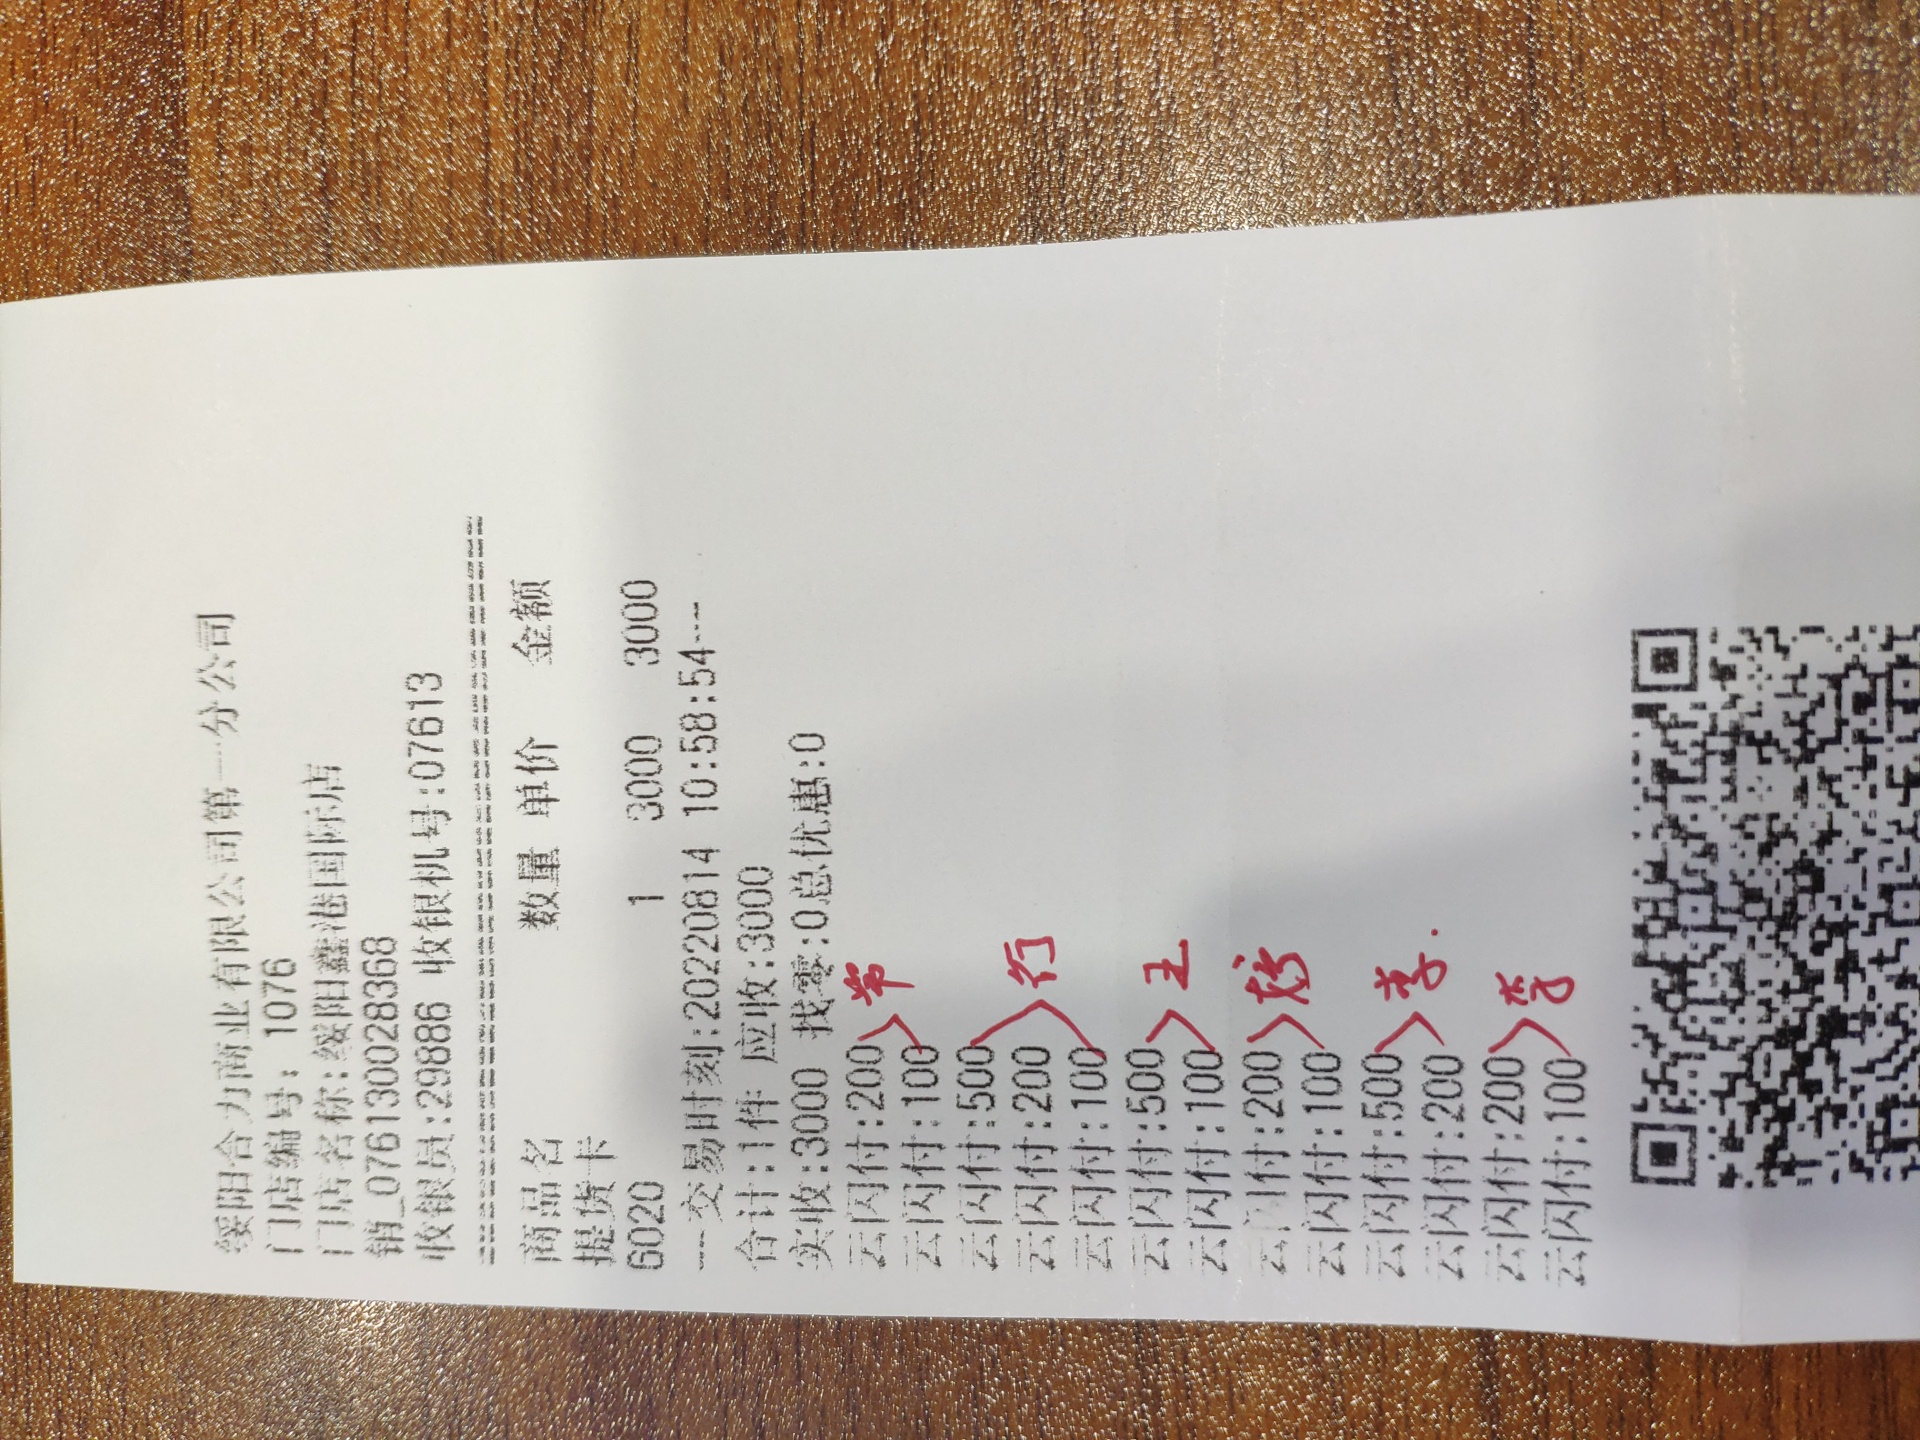 绥阳合力商业有限公司第一分公司
门店编号: 1076
门店名称:绥阳鑫港国际店
销_0761300028368
收银员:29886 收银机号:07613
商品名 数量 单价 金额
提货卡
6020 1 3000 3000
---交易时刻:20220814 10:58:54---
合计:1件 应收:3000
实收:3000 找零:0总优惠:0
云闪付:200
云闪付:100
云闪付:500
云闪付:200
云闪付:100
云闪付:500 王
云闪付:100
云闪付:200
云闪付:100
云闪付:500 李
云闪付:200
云闪付:200
云闪付:100